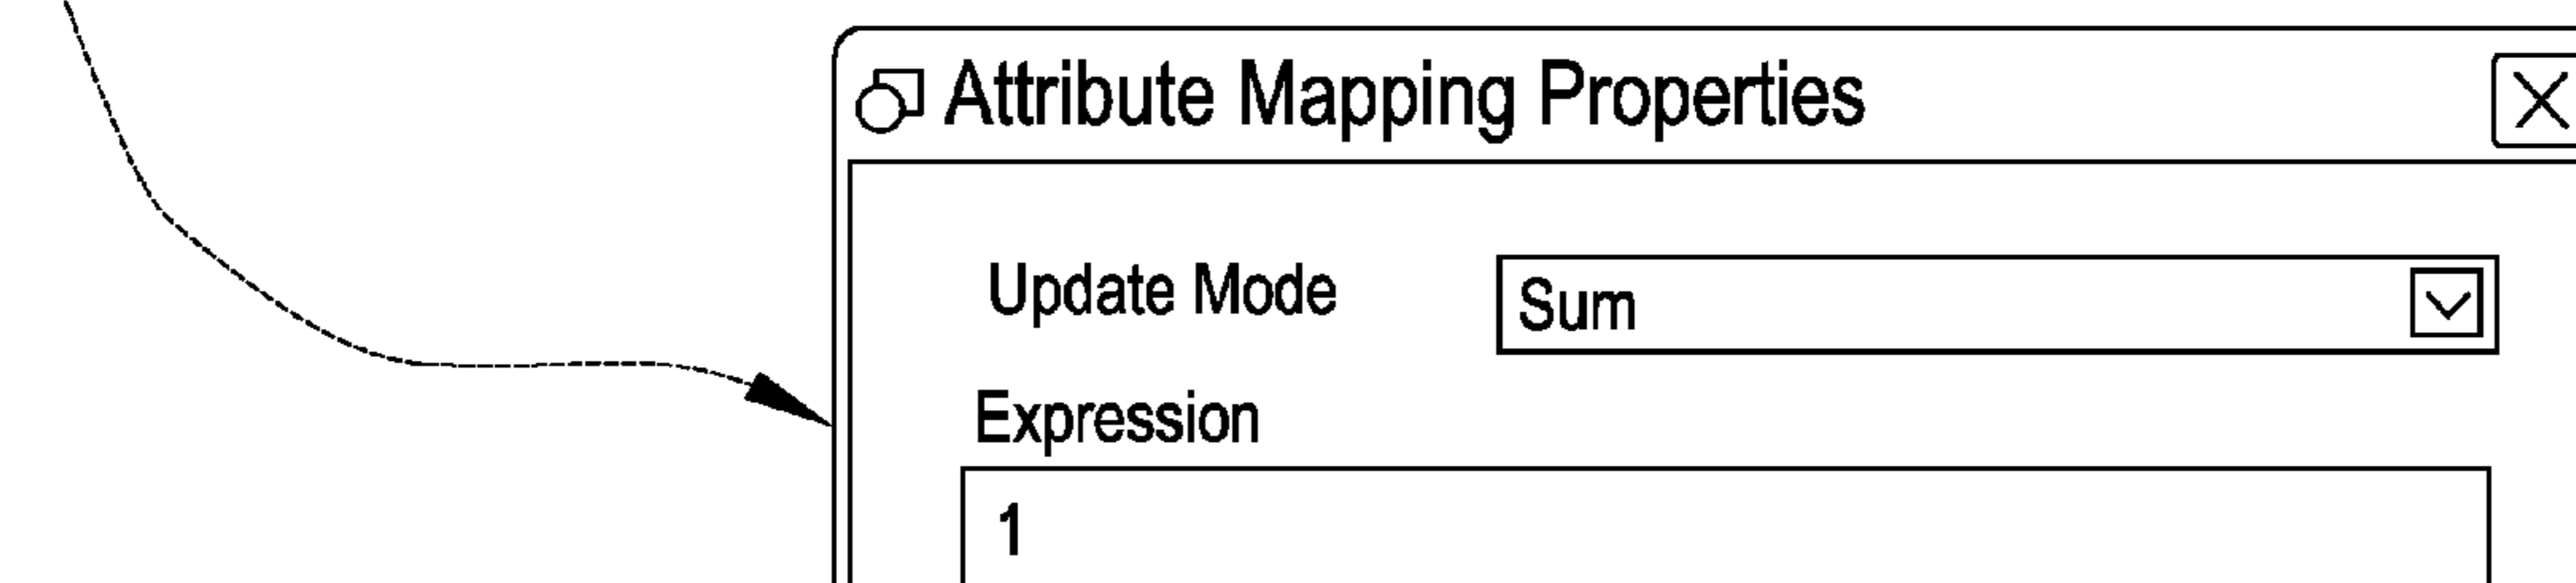 Attribute Mapping Properties
Update Mode Sum
Expression
1